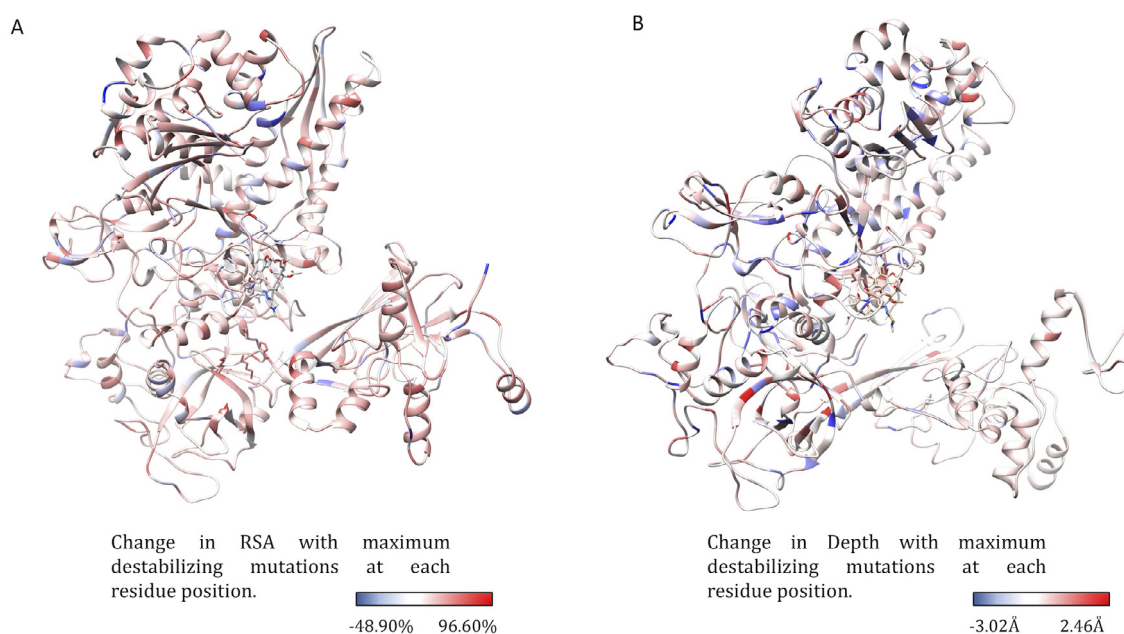 A
B
Change in RSA with maximum
destabilizing mutations at each
residue position.
-48.90% 96.60%
Change in Depth with maximum
destabilizing mutations at each
residue position.
-3.02Å 2.46Å